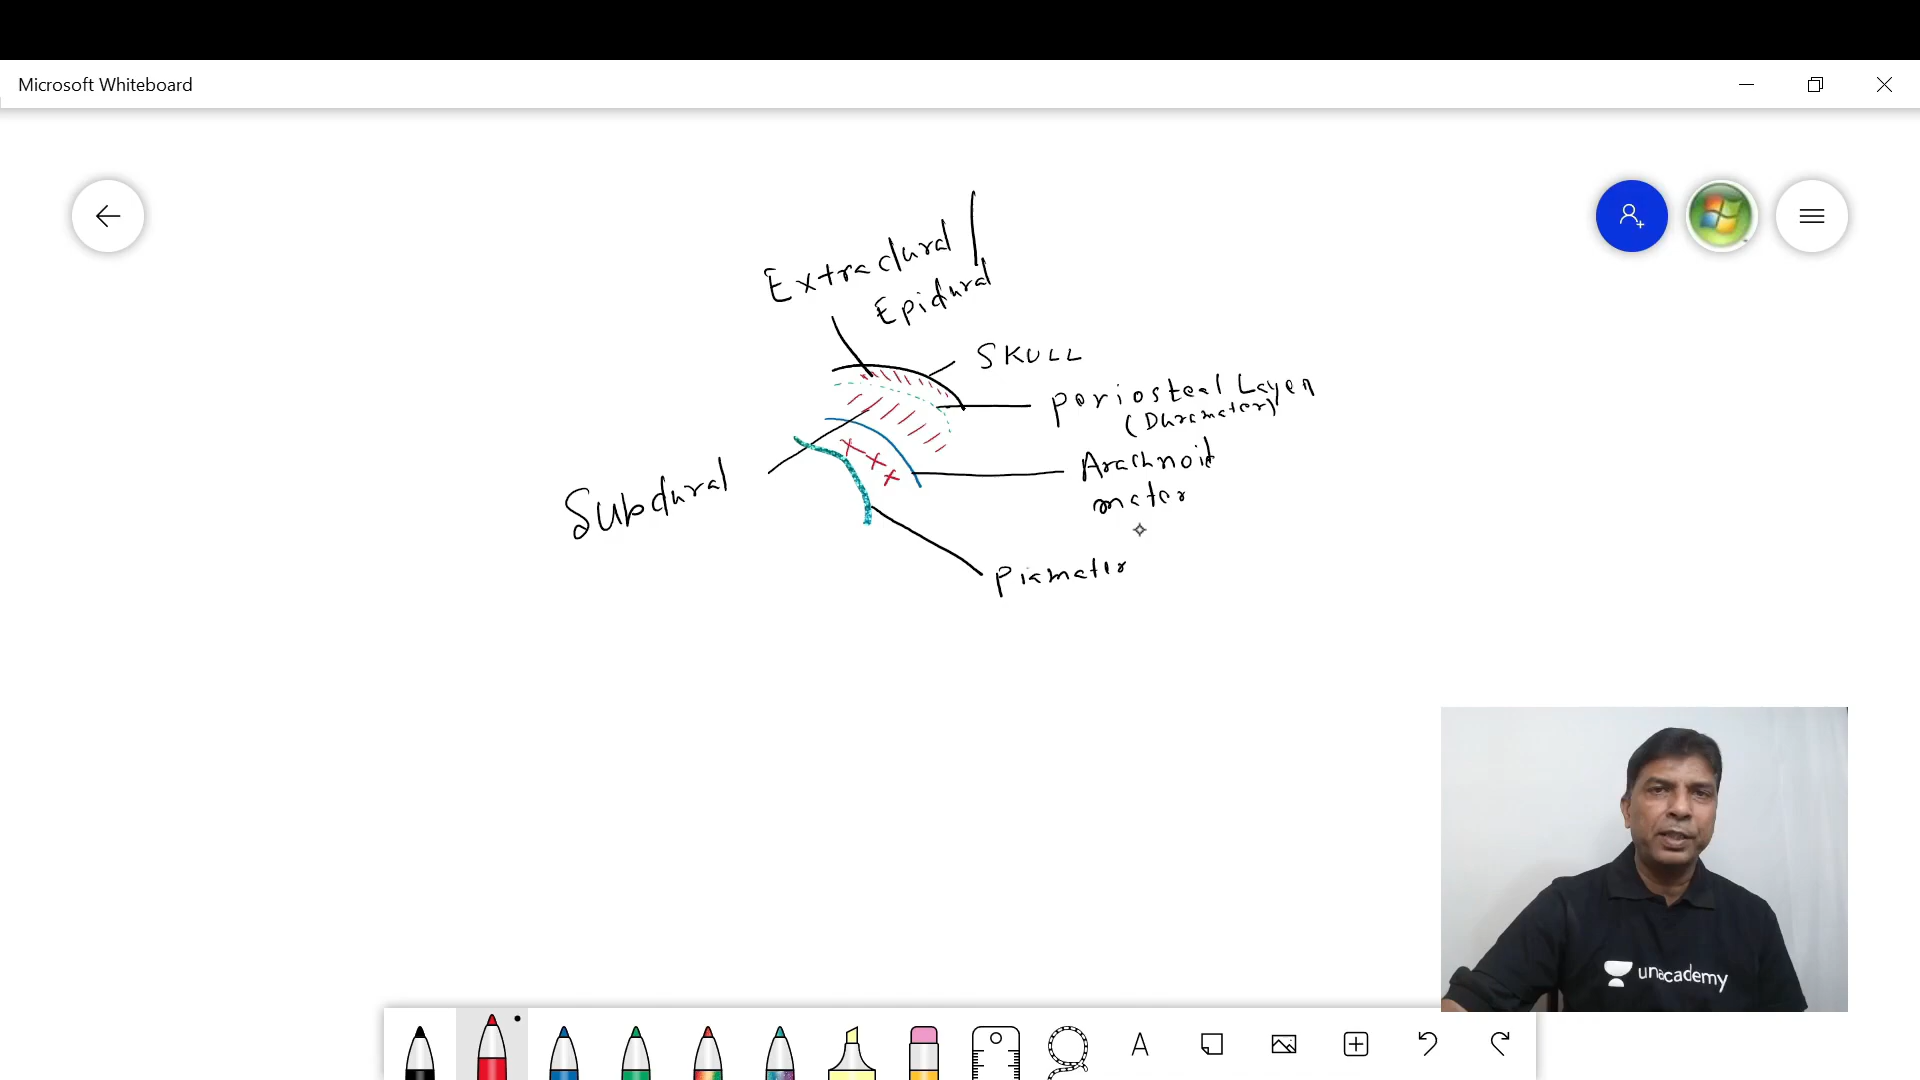 Microsoft Whiteboard
Extradural
Epidural
SKULL
Periosteal Layer
(Duramater)
Arachnoid
mater
Subdural
Piamater
unacademy
A